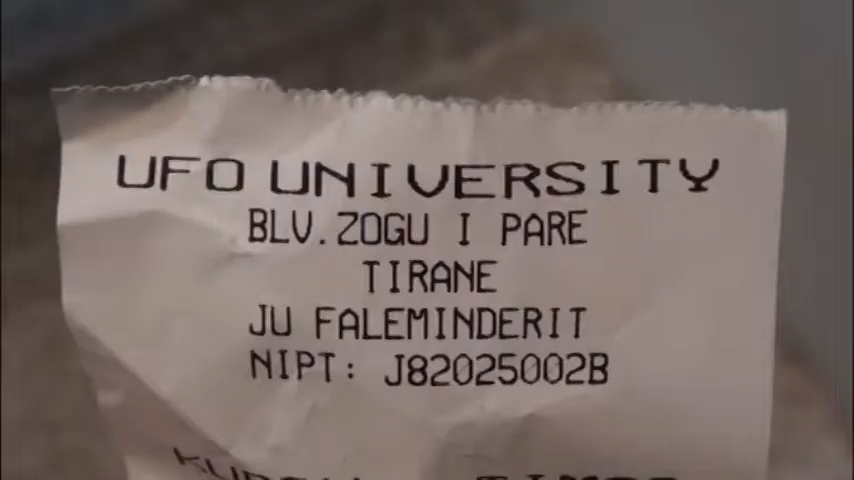 UFO UNIVERSITY
BLV.ZOGU I PARE
TIRANE
JU FALEMINDERIT
NIPT: J82025002B